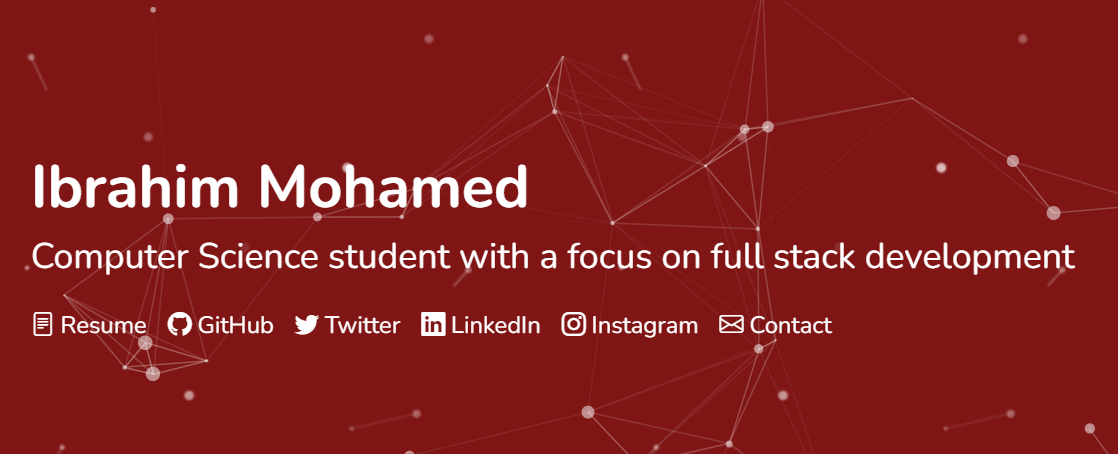 Ibrahim Mohamed
Computer Science student with a focus on full stack development
Resume GitHub Twitter LinkedIn Instagram Contact